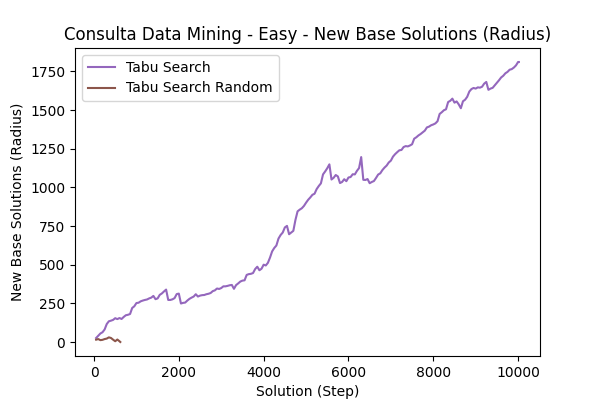 Consulta Data Mining - Easy - New Base Solutions (Radius)
Tabu Search
Tabu Search Random
New Base Solutions (Radius)
1750
1500
1250
1000
750
500
250
0
0 2000 4000 6000 8000 10000
Solution (Step)